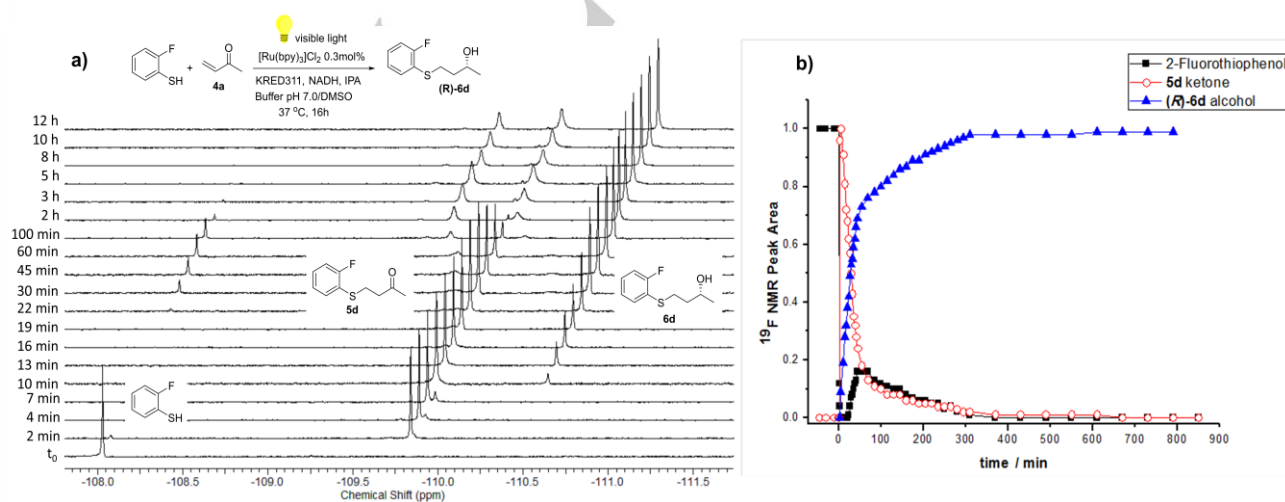 a)
visible light
F
SH
+
O
4a
[Ru(bpy)3]Cl2 0.3mol%
KRED311, NADH, IPA
Buffer pH 7.0/DMSO
37 °C, 16h
F
OH
S
(R)-6d
12 h
10 h
8 h
5 h
3 h
2 h
100 min
60 min
45 min
30 min
22 min
19 min
16 min
13 min
10 min
7 min
4 min
2 min
t0
F
O
S
5d
F
OH
S
6d
F
SH
-108.0 -108.5 -109.0 -109.5 -110.0 -110.5 -111.0 -111.5
Chemical Shift (ppm)
b)
2-Fluorothiophenol
5d ketone
(R)-6d alcohol
19F NMR Peak Area
1.0
0.8
0.6
0.4
0.2
0.0
0 100 200 300 400 500 600 700 800 900
time / min